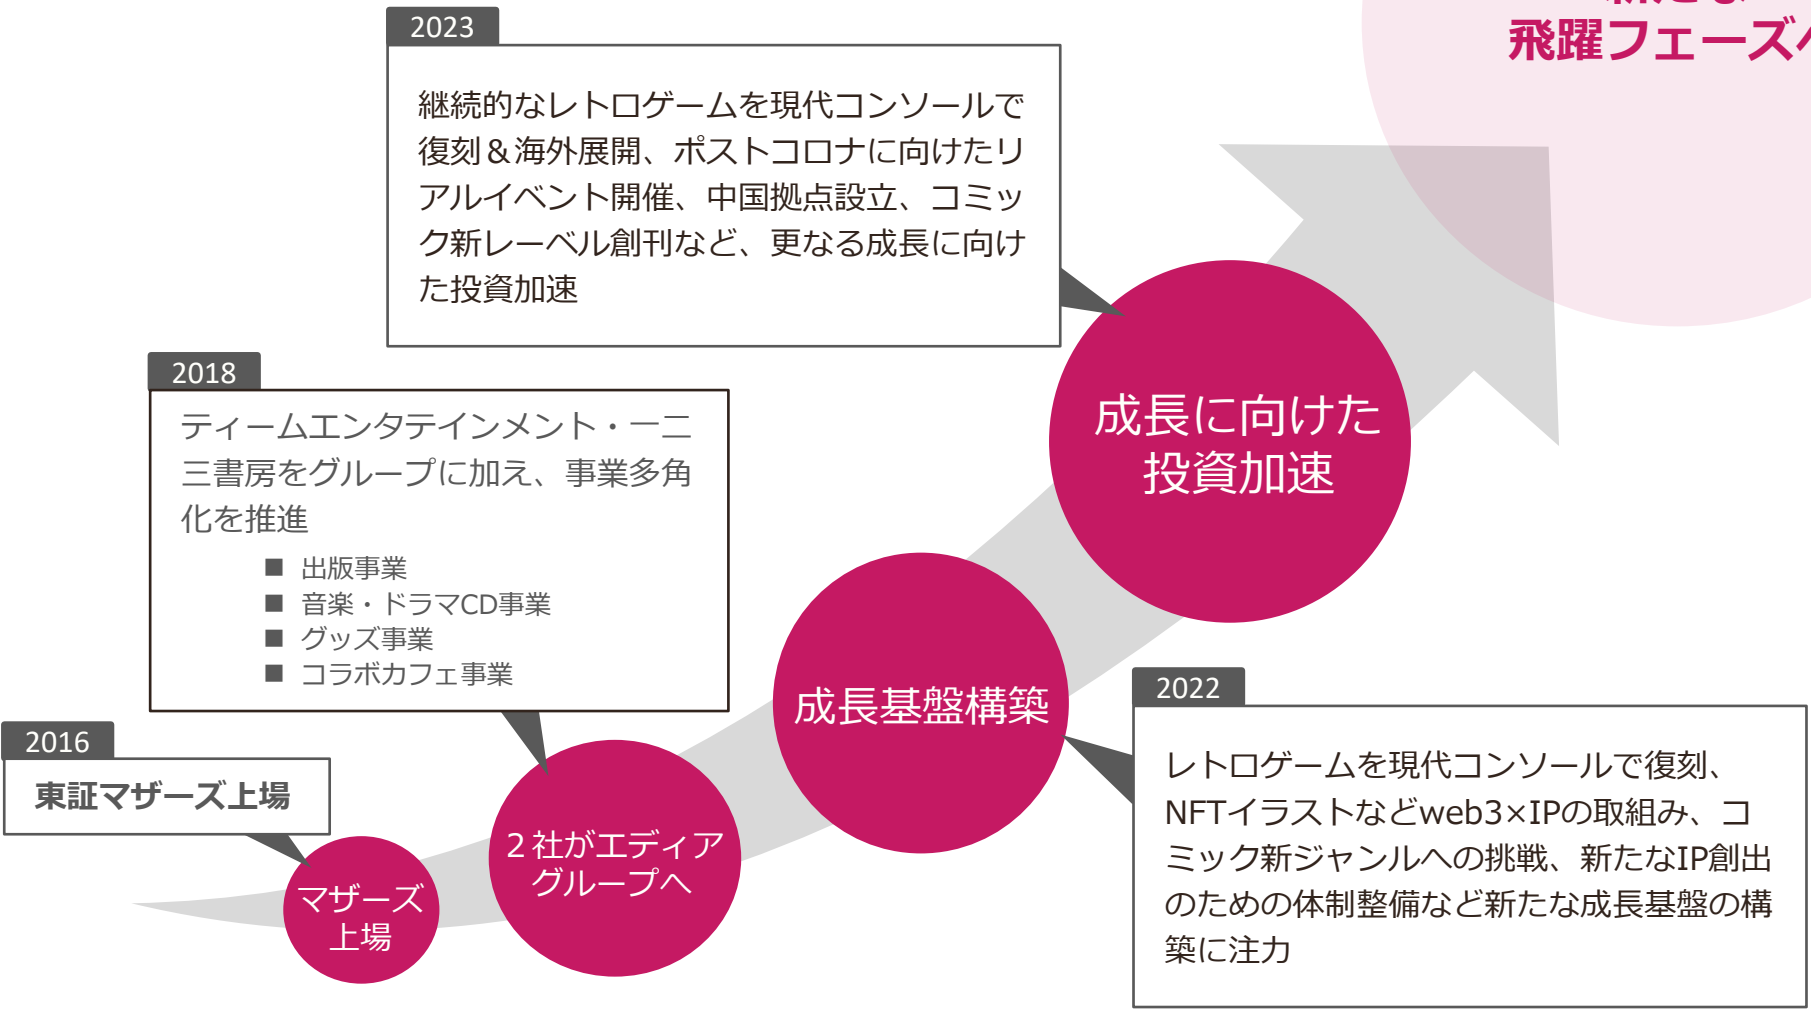 新たな
飛躍フェーズへ
2023
継続的なレトロゲームを現代コンソールで
復刻＆海外展開、ポストコロナに向けたリ
アルイベント開催、中国拠点設立、コミッ
ク新レーベル創刊など、更なる成長に向け
た投資加速
2018
ティームエンタテインメント・一二
三書房をグループに加え、事業多角
化を推進
■ 出版事業
■ 音楽・ドラマCD事業
■ グッズ事業
■ コラボカフェ事業
2016
東証マザーズ上場
マザーズ
上場
２社がエディア
グループへ
成長基盤構築
成長に向けた
投資加速
2022
レトロゲームを現代コンソールで復刻、
NFTイラストなどweb3×IPの取組み、コ
ミック新ジャンルへの挑戦、新たなIP創出
のための体制整備など新たな成長基盤の構
築に注力